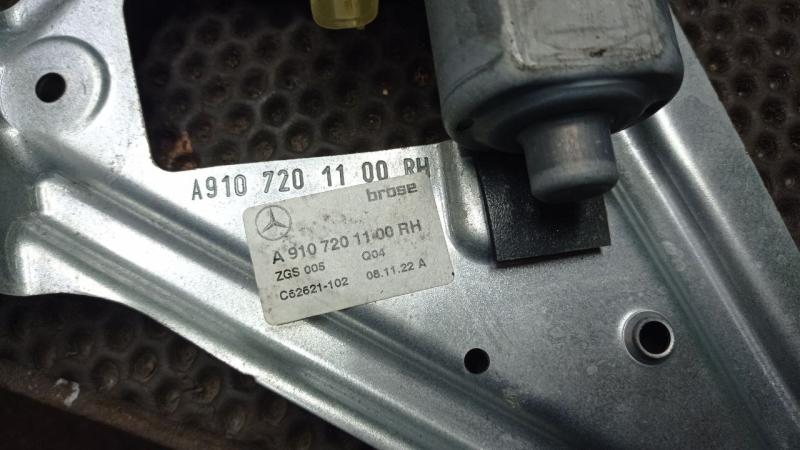 A910 720 11 00 RH
brose
A 910 720 11 00 RH
ZGS 005 Q04
C62621-102 08.11.22 A